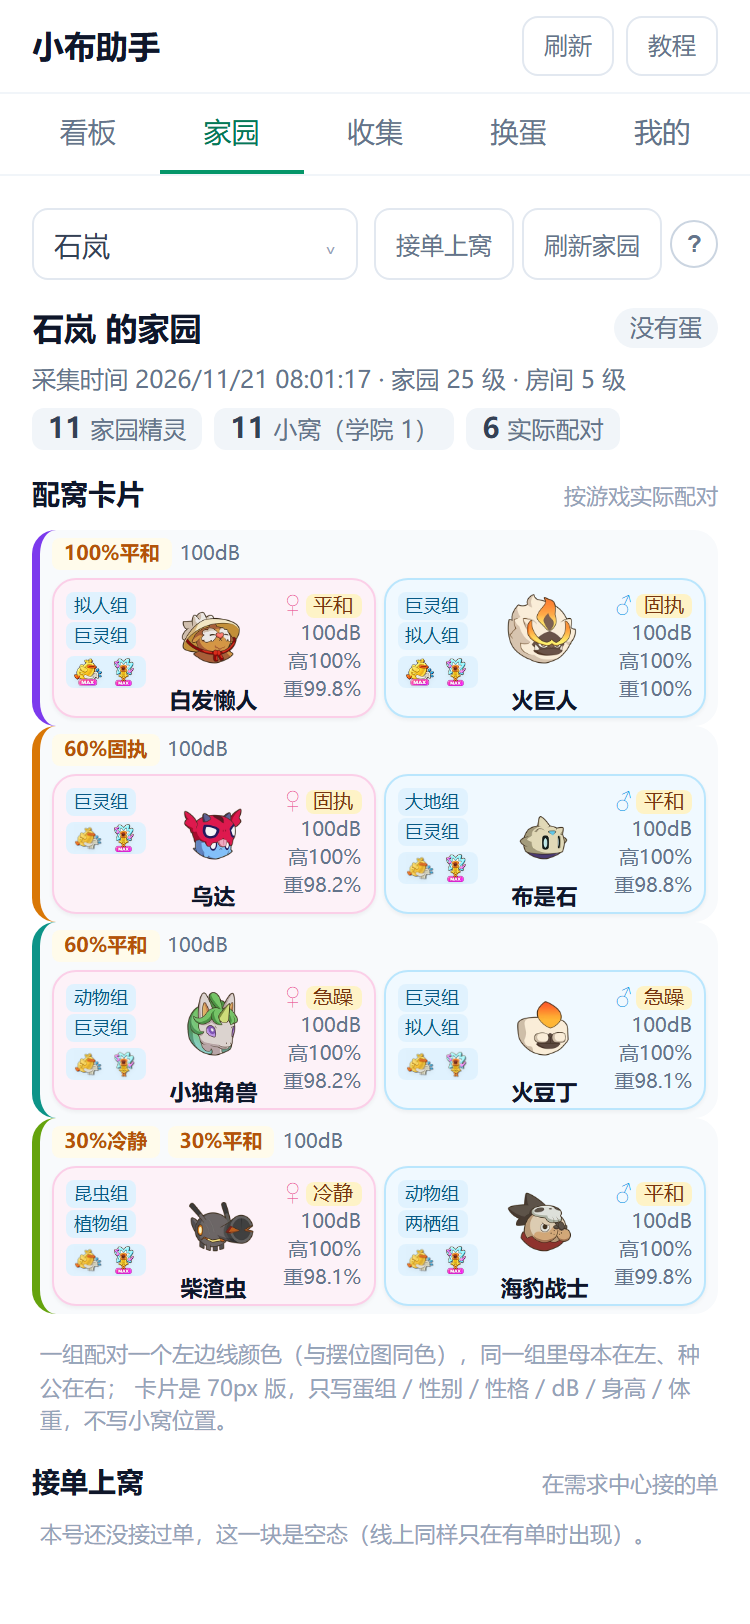 小布助手
刷新
教程
看板
家园
收集
换蛋
我的
石岚
接单上窝
刷新家园
?
石岚 的家园
没有蛋
采集时间 2026/11/21 08:01:17 · 家园 25 级 · 房间 5 级
11 家园精灵
11 小窝（学院 1）
6 实际配对
配窝卡片
按游戏实际配对
100%平和 100dB
拟人组
巨灵组
MAX MAX
白发懒人
♀ 平和
100dB
高100%
重99.8%
巨灵组
拟人组
MAX MAX
火巨人
♂ 固执
100dB
高100%
重100%
60%固执 100dB
巨灵组
MAX
乌达
♀ 固执
100dB
高100%
重98.2%
大地组
巨灵组
MAX
布是石
♂ 平和
100dB
高100%
重98.8%
60%平和 100dB
动物组
巨灵组
小独角兽
♀ 急躁
100dB
高100%
重98.2%
巨灵组
拟人组
火豆丁
♂ 急躁
100dB
高100%
重98.1%
30%冷静 30%平和 100dB
昆虫组
植物组
MAX
柴渣虫
♀ 冷静
100dB
高100%
重98.1%
动物组
两栖组
MAX
海豹战士
♂ 平和
100dB
高100%
重99.8%
一组配对一个左边线颜色（与摆位图同色），同一组里母本在左、种
公在右； 卡片是 70px 版，只写蛋组 / 性别 / 性格 / dB / 身高 / 体
重，不写小窝位置。
接单上窝
在需求中心接的单
本号还没接过单，这一块是空态（线上同样只在有单时出现）。